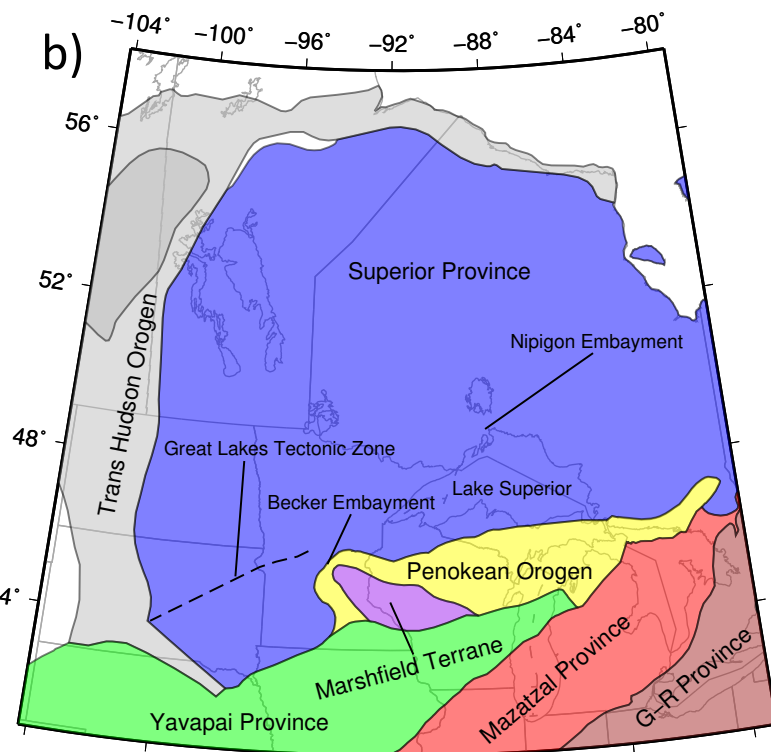 b)
−104˚ −100˚ −96˚ −92˚ −88˚ −84˚ −80˚
56˚
52˚
48˚
4˚
Superior Province
Nipigon Embayment
Trans Hudson Orogen
Great Lakes Tectonic Zone
Lake Superior
Becker Embayment
Penokean Orogen
Marshfield Terrane
Mazatzal Province
G−R Province
Yavapai Province